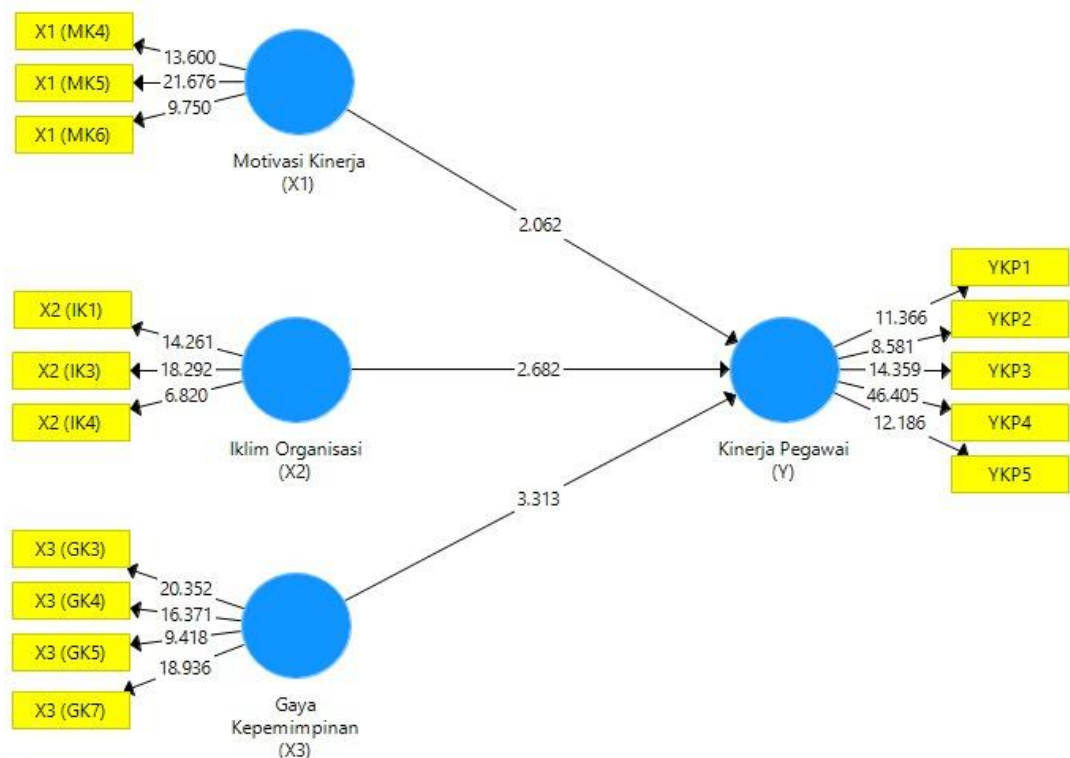 X1 (MK4)
13.600
X1 (MK5)
21.676
9.750
X1 (MK6)
Motivasi Kinerja
(X1)
2.062
X2 (IK1)
14.261
X2 (IK3)
18.292
6.820
X2 (IK4)
Iklim Organisasi
(X2)
2.682
X3 (GK3)
20.352
X3 (GK4)
16.371
X3 (GK5)
9.418
18.936
X3 (GK7)
Gaya
Kepemimpinan
(X3)
3.313
Kinerja Pegawai
(Y)
YKP1
11.366
YKP2
8.581
14.359
YKP3
46.405
YKP4
12.186
YKP5